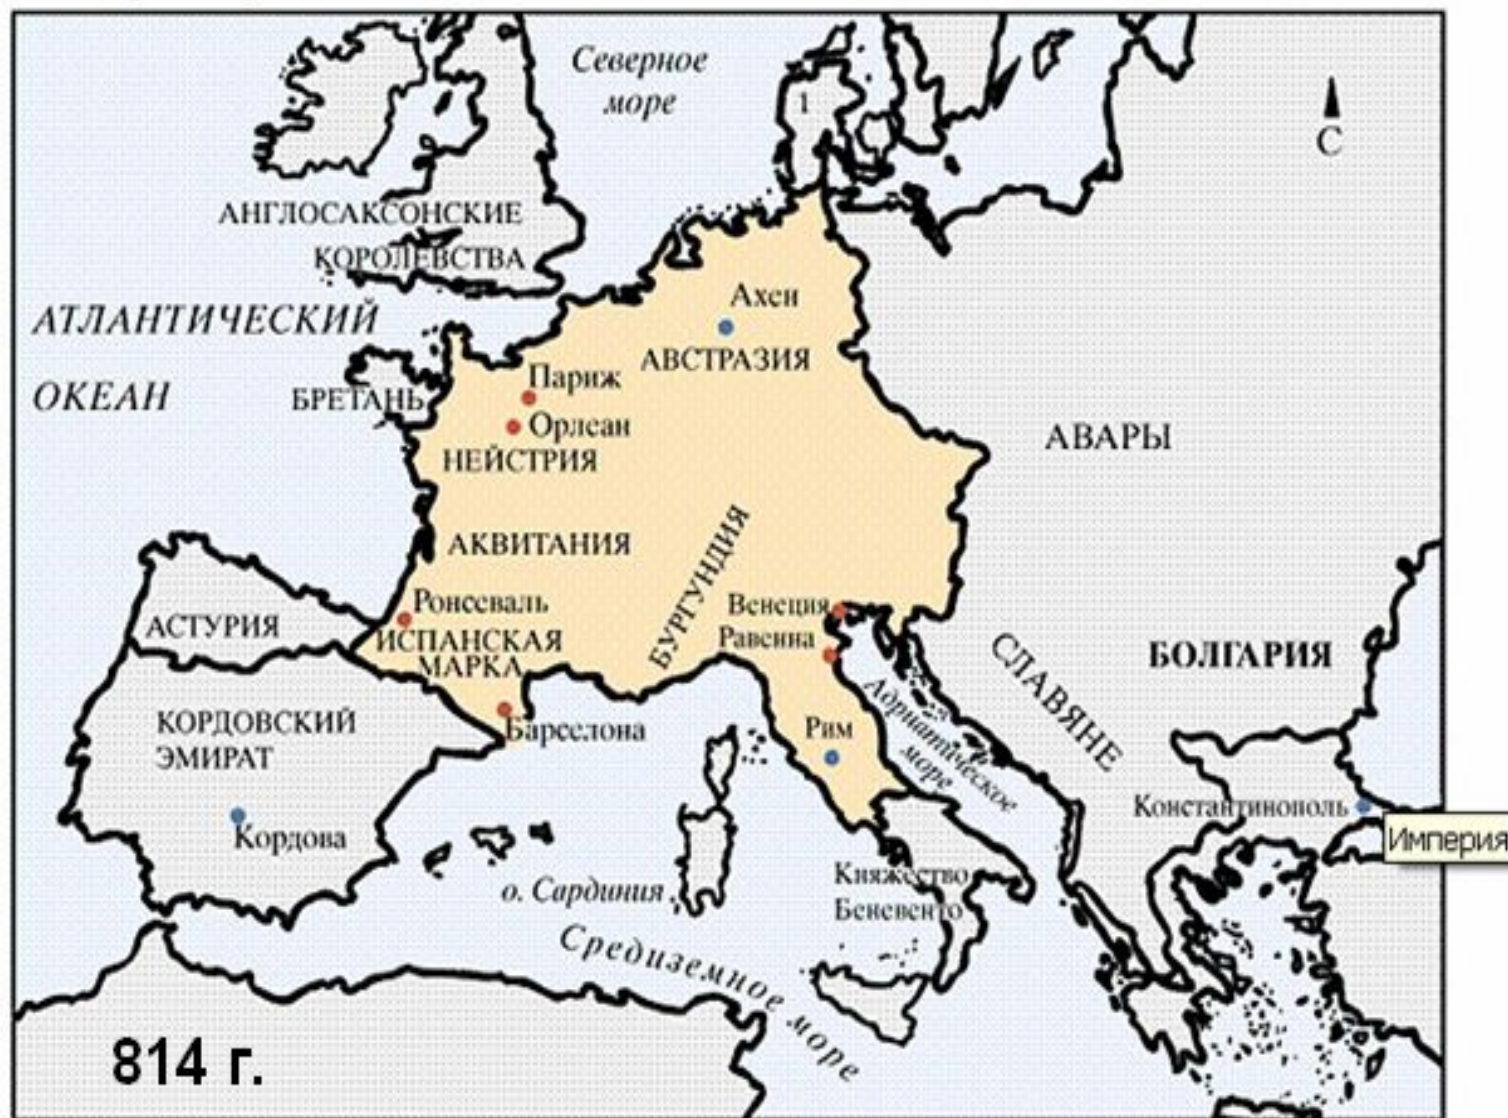 Северное
море
1
С
АНГЛОСАКСОНСКИЕ
КОРОЛЕВСТВА
АТЛАНТИЧЕСКИЙ
ОКЕАН
Ахен
АВСТРАЗИЯ
Париж
БРЕТАНЬ
Орлеан
НЕЙСТРИЯ
АВАРЫ
АКВИТАНИЯ
БУРГУНДИЯ
Ронсеваль
ИСПАНСКАЯ
МАРКА
АСТУРИЯ
Венеция
Равенна
СЛАВЯНЕ
БОЛГАРИЯ
КОРДОВСКИЙ
ЭМИРАТ
Барселона
Рим
Адриатическое
море
Кордова
Константинополь
Империя
о. Сардиния
Княжество
Беневенто
Средиземное море
814 г.